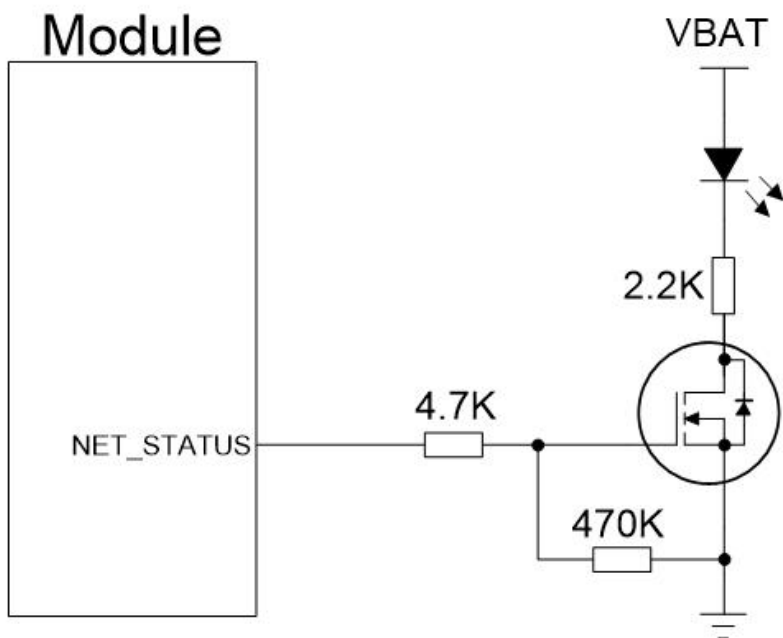 Module
VBAT
2.2K
4.7K
NET_STATUS
470K